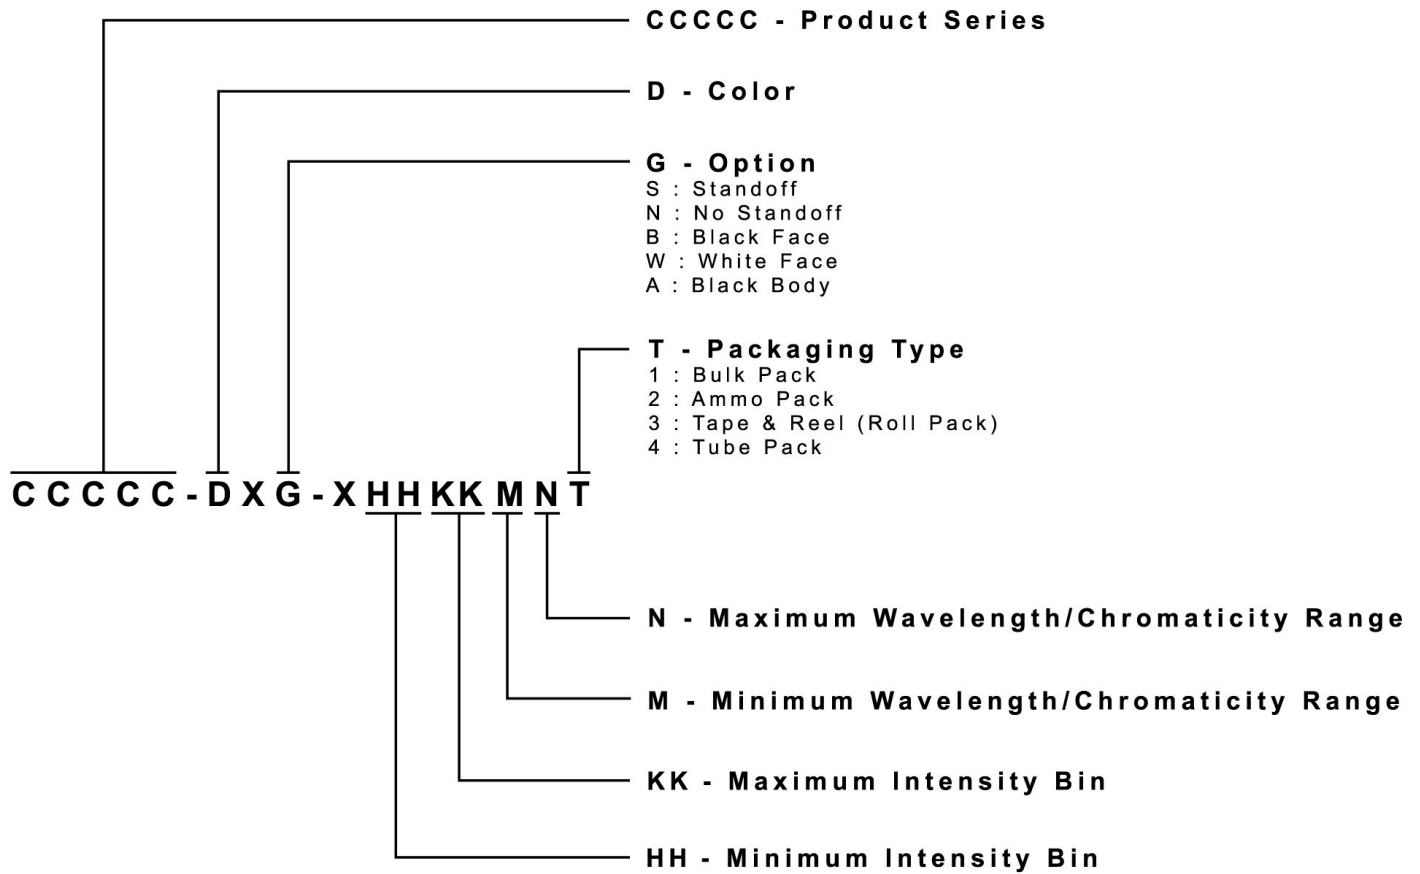 CCCCC - Product Series
D - Color
G - Option
S : Standoff
N : No Standoff
B : Black Face
W : White Face
A : Black Body
T - Packaging Type
1 : Bulk Pack
2 : Ammo Pack
3 : Tape & Reel (Roll Pack)
4 : Tube Pack
CCCCC-DXG-XHHKKMNT
N - Maximum Wavelength/Chromaticity Range
M - Minimum Wavelength/Chromaticity Range
KK - Maximum Intensity Bin
HH - Minimum Intensity Bin